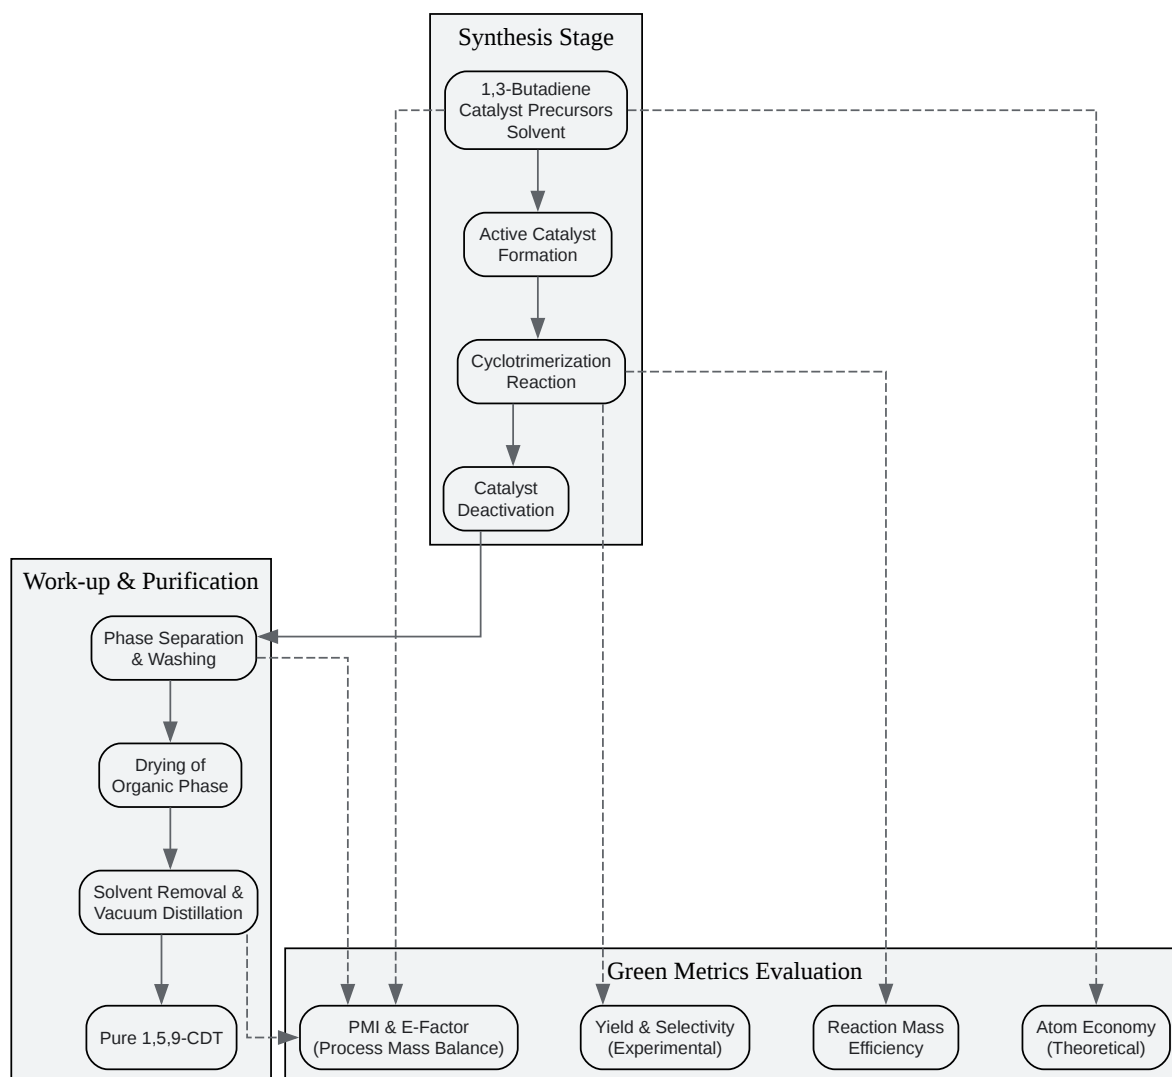 Synthesis Stage
1,3-Butadiene
Catalyst Precursors
Solvent
Active Catalyst
Formation
Cyclotrimerization
Reaction
Catalyst
Deactivation
Work-up & Purification
Phase Separation
& Washing
Drying of
Organic Phase
Solvent Removal &
Vacuum Distillation
Pure 1,5,9-CDT
Green Metrics Evaluation
PMI & E-Factor
(Process Mass Balance)
Yield & Selectivity
(Experimental)
Reaction Mass
Efficiency
Atom Economy
(Theoretical)